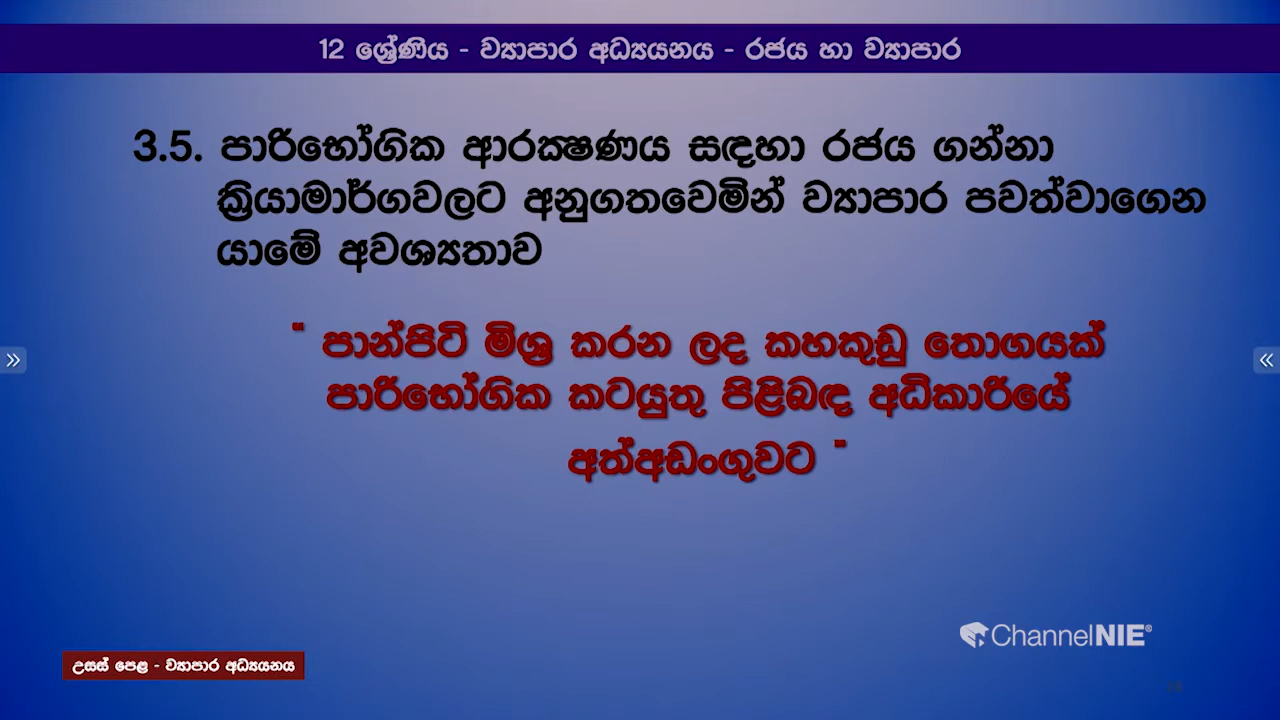 12 ශ්‍රේණිය - ව්‍යාපාර අධ්‍යයනය - රජය හා ව්‍යාපාර
3.5. පාරිභෝගික ආරක්‍ෂණය සඳහා රජය ගන්නා
ක්‍රියාමාර්ගවලට අනුගතවෙමින් ව්‍යාපාර පවත්වාගෙන
යාමේ අවශ්‍යතාව
" පාන්පිටි මිශ්‍ර කරන ලද කහකුඩු තොගයක්
පාරිභෝගික කටයුතු පිළිබඳ අධිකාරියේ
අත්අඩංගුවට "
ChannelNIE®
උසස් පෙළ - ව්‍යාපාර අධ්‍යයනය